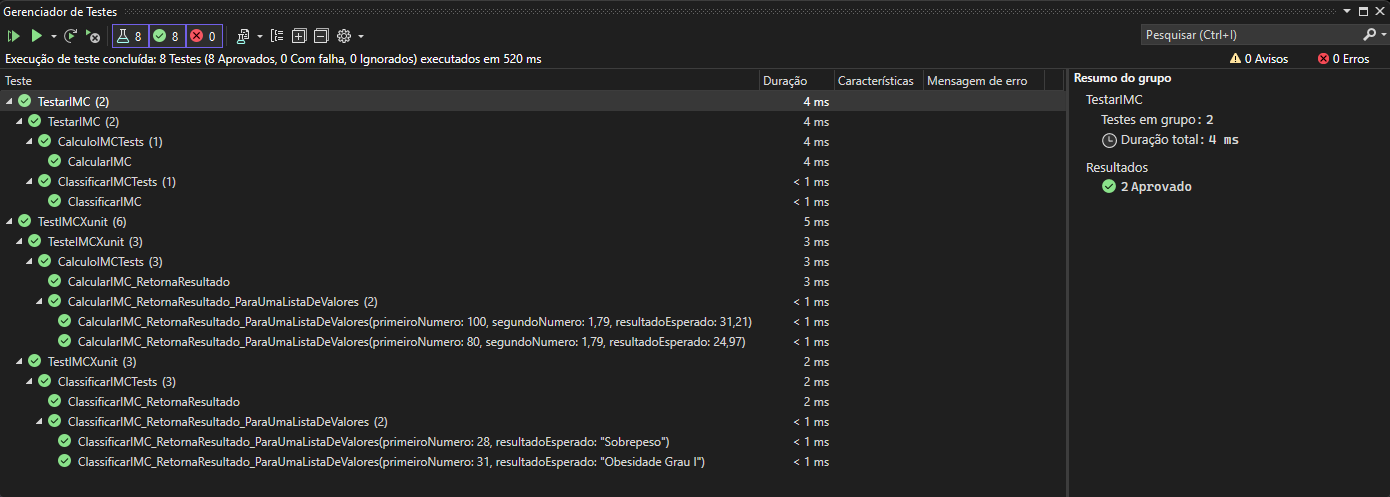 Gerenciador de Testes
8 8 0
Pesquisar (Ctrl+I)
Execução de teste concluída: 8 Testes (8 Aprovados, 0 Com falha, 0 Ignorados) executados em 520 ms
0 Avisos 0 Erros
Teste Duração Características Mensagem de erro
TestarIMC (2) 4 ms
TestarIMC (2) 4 ms
CalculoIMCTests (1) 4 ms
CalcularIMC 4 ms
ClassificarIMCTests (1) < 1 ms
ClassificarIMC < 1 ms
TestIMCXunit (6) 5 ms
TesteIMCXunit (3) 3 ms
CalculoIMCTests (3) 3 ms
CalcularIMC_RetornaResultado 3 ms
CalcularIMC_RetornaResultado_ParaUmaListaDeValores (2) < 1 ms
CalcularIMC_RetornaResultado_ParaUmaListaDeValores(primeiroNumero: 100, segundoNumero: 1,79, resultadoEsperado: 31,21) < 1 ms
CalcularIMC_RetornaResultado_ParaUmaListaDeValores(primeiroNumero: 80, segundoNumero: 1,79, resultadoEsperado: 24,97) < 1 ms
TestIMCXunit (3) 2 ms
ClassificarIMCTests (3) 2 ms
ClassificarIMC_RetornaResultado 2 ms
ClassificarIMC_RetornaResultado_ParaUmaListaDeValores (2) < 1 ms
ClassificarIMC_RetornaResultado_ParaUmaListaDeValores(primeiroNumero: 28, resultadoEsperado: "Sobrepeso") < 1 ms
ClassificarIMC_RetornaResultado_ParaUmaListaDeValores(primeiroNumero: 31, resultadoEsperado: "Obesidade Grau I") < 1 ms
Resumo do grupo
TestarIMC
Testes em grupo: 2
Duração total: 4 ms
Resultados
2 Aprovado